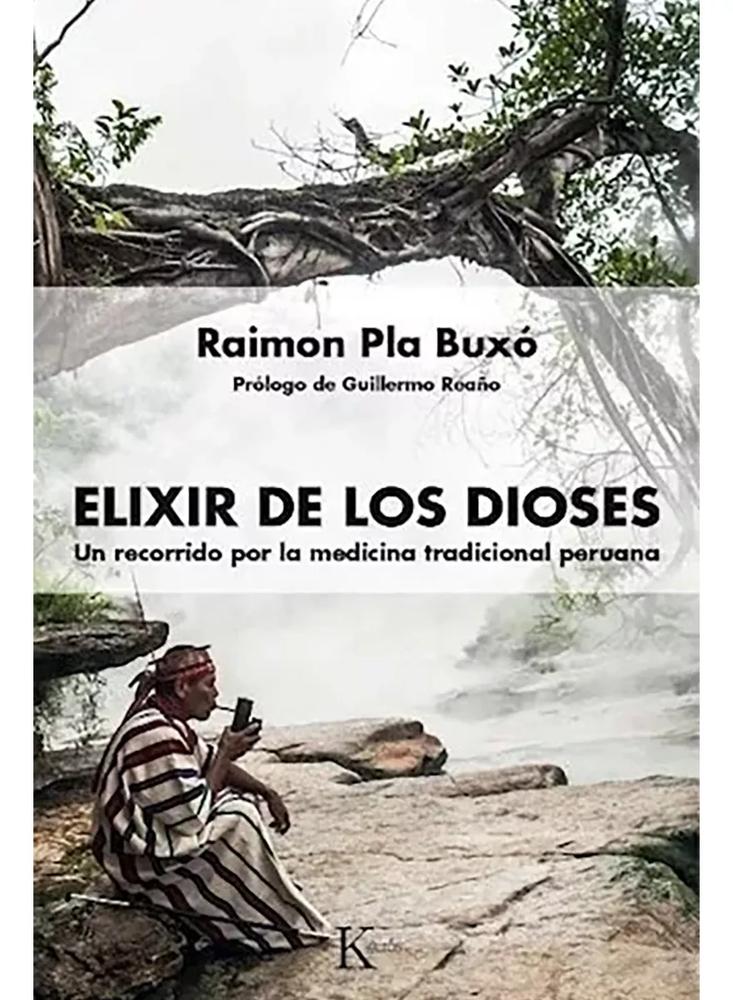 Raimon Pla Buxó
Prólogo de Guillermo Reaño
ELIXIR DE LOS DIOSES
Un recorrido por la medicina tradicional peruana
K